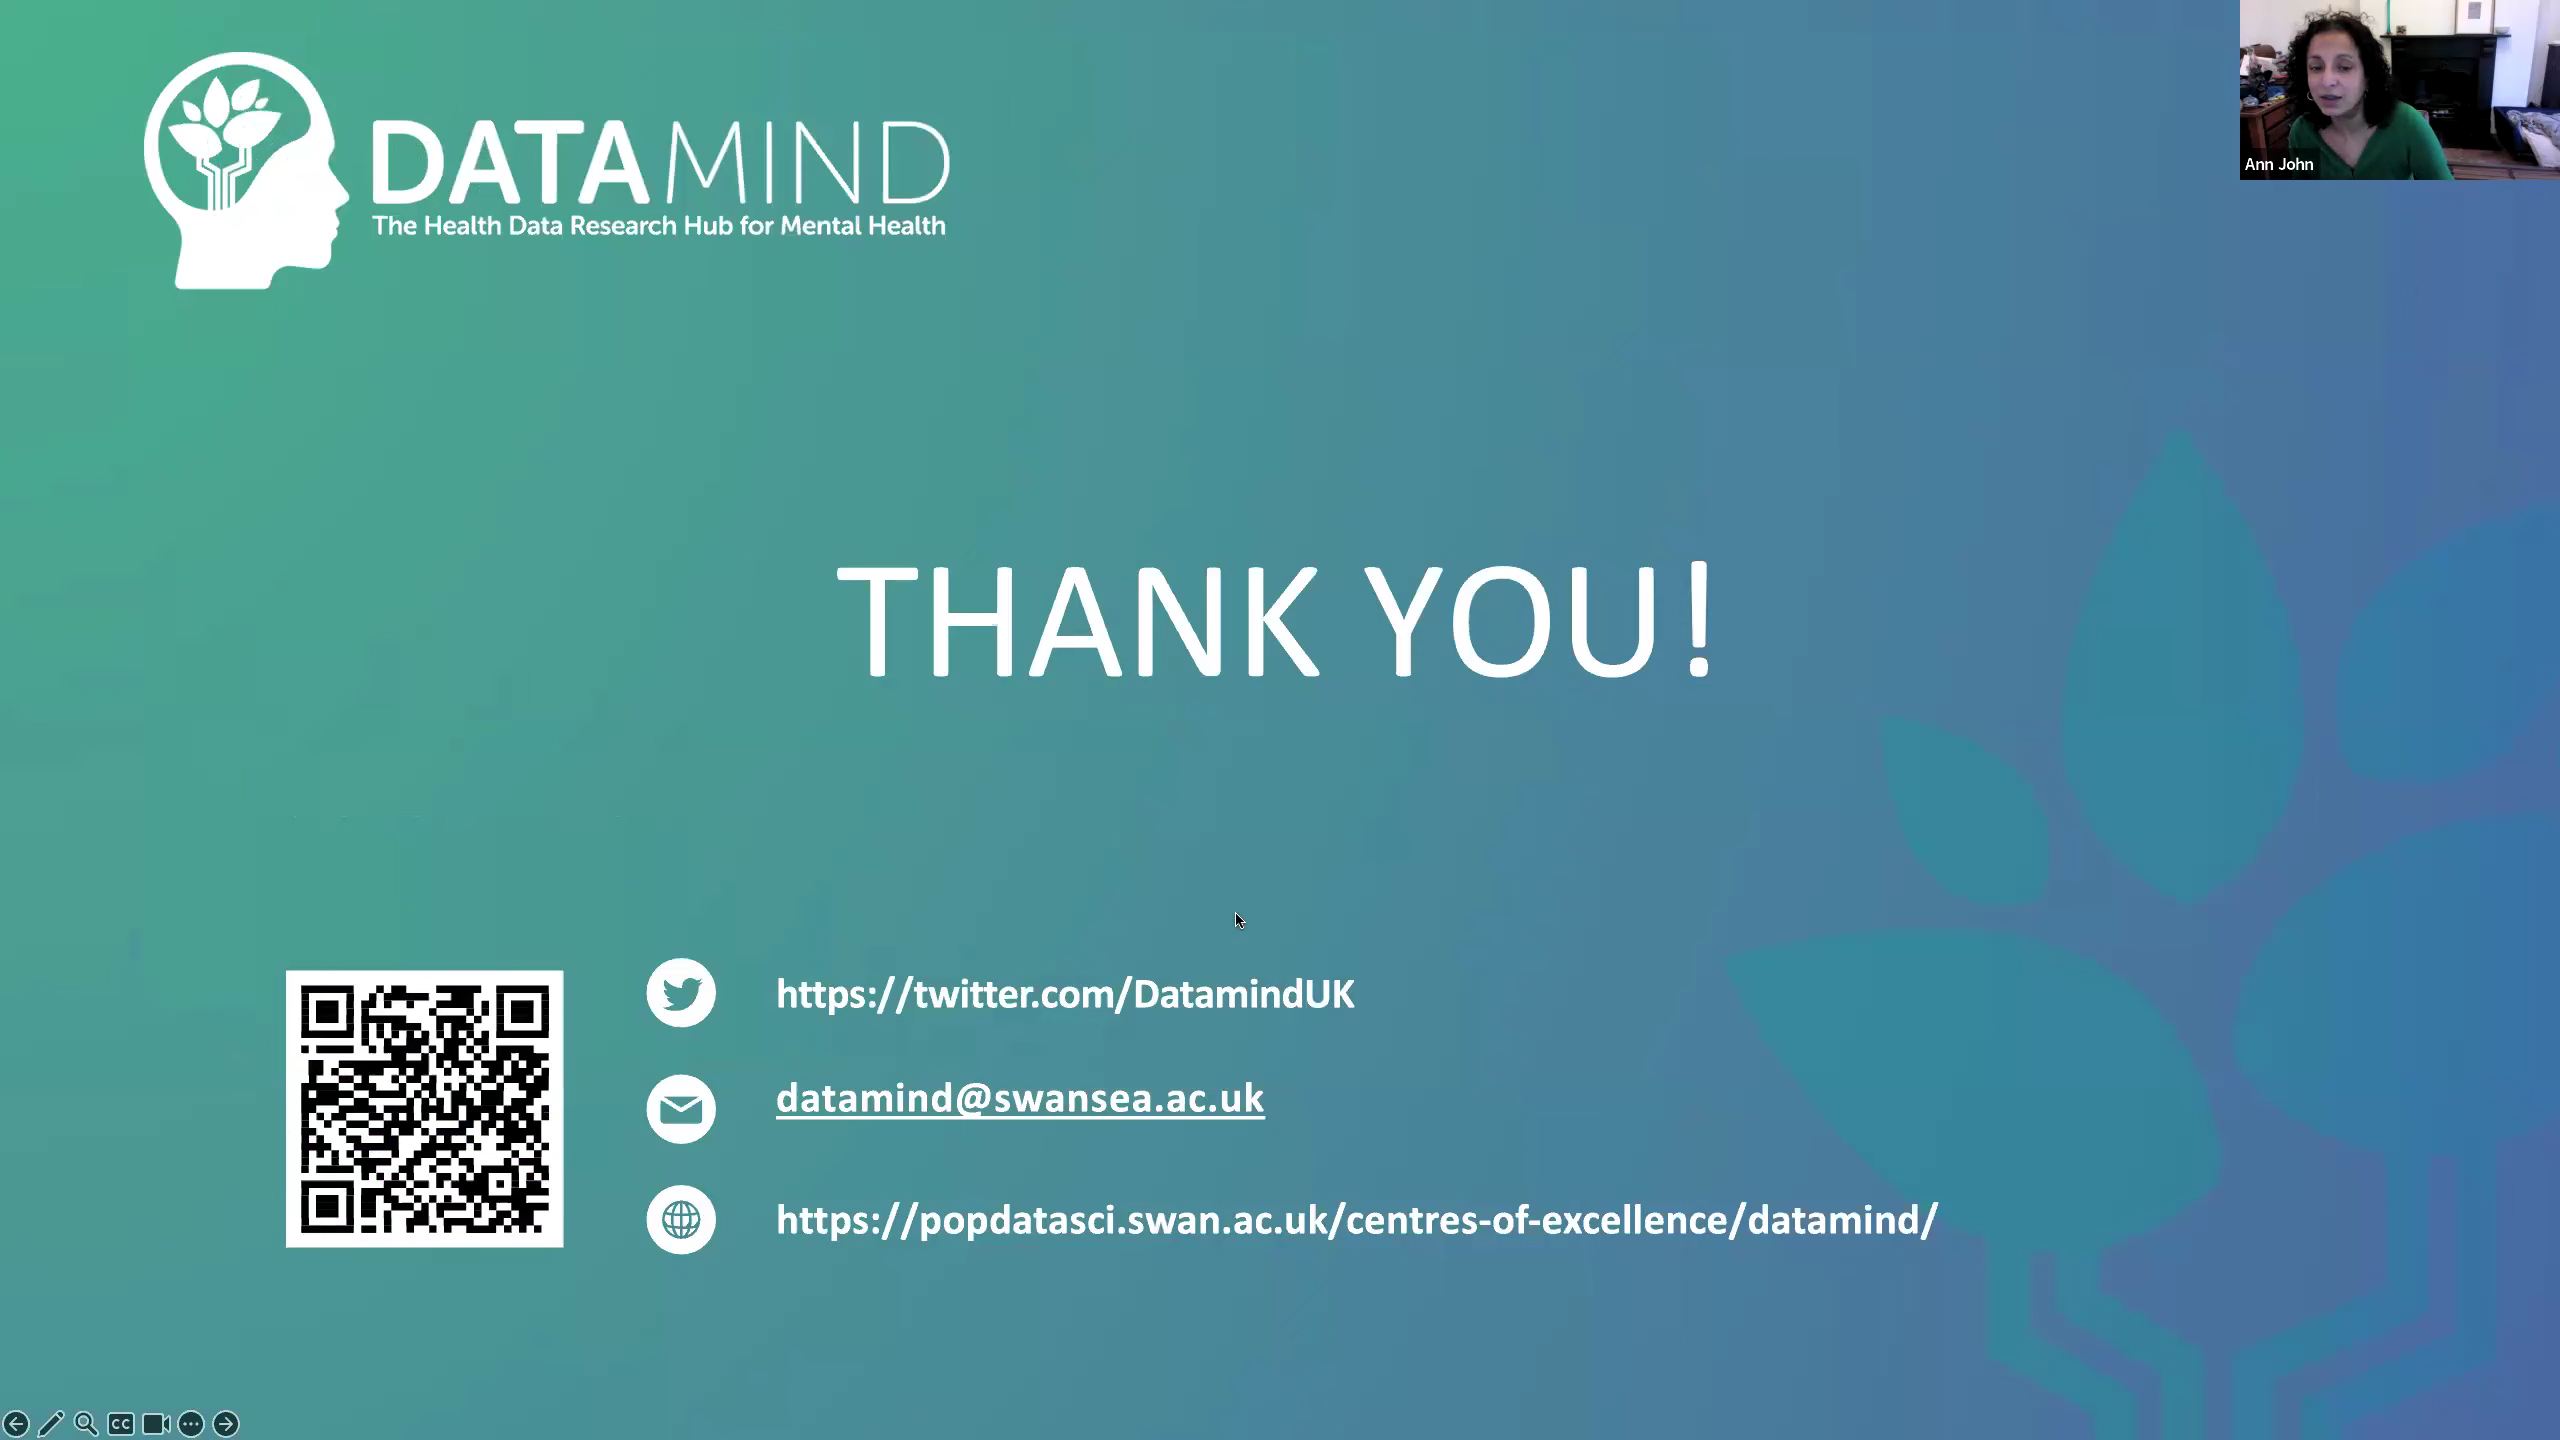 DATAMIND
The Health Data Research Hub for Mental Health
Ann John
THANK YOU!
https://twitter.com/DatamindUK
datamind@swansea.ac.uk
https://popdatasci.swan.ac.uk/centres-of-excellence/datamind/
CC